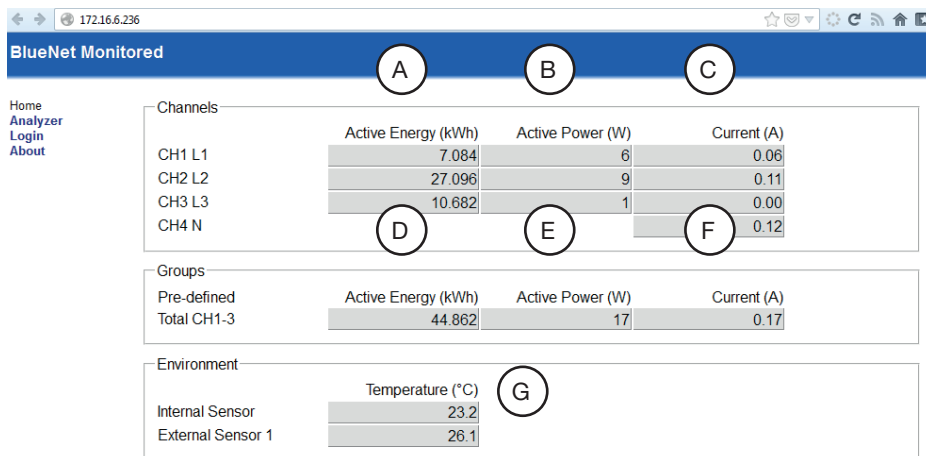 172.16.6.236
BlueNet Monitored
A B C
Home
Analyzer
Login
About
Channels
Active Energy (kWh) Active Power (W) Current (A)
CH1 L1 7.084 6 0.06
CH2 L2 27.096 9 0.11
CH3 L3 10.682 1 0.00
CH4 N 0.12
D E F
Groups
Pre-defined Active Energy (kWh) Active Power (W) Current (A)
Total CH1-3 44.862 17 0.17
Environment
Temperature (°C)
G
Internal Sensor 23.2
External Sensor 1 26.1